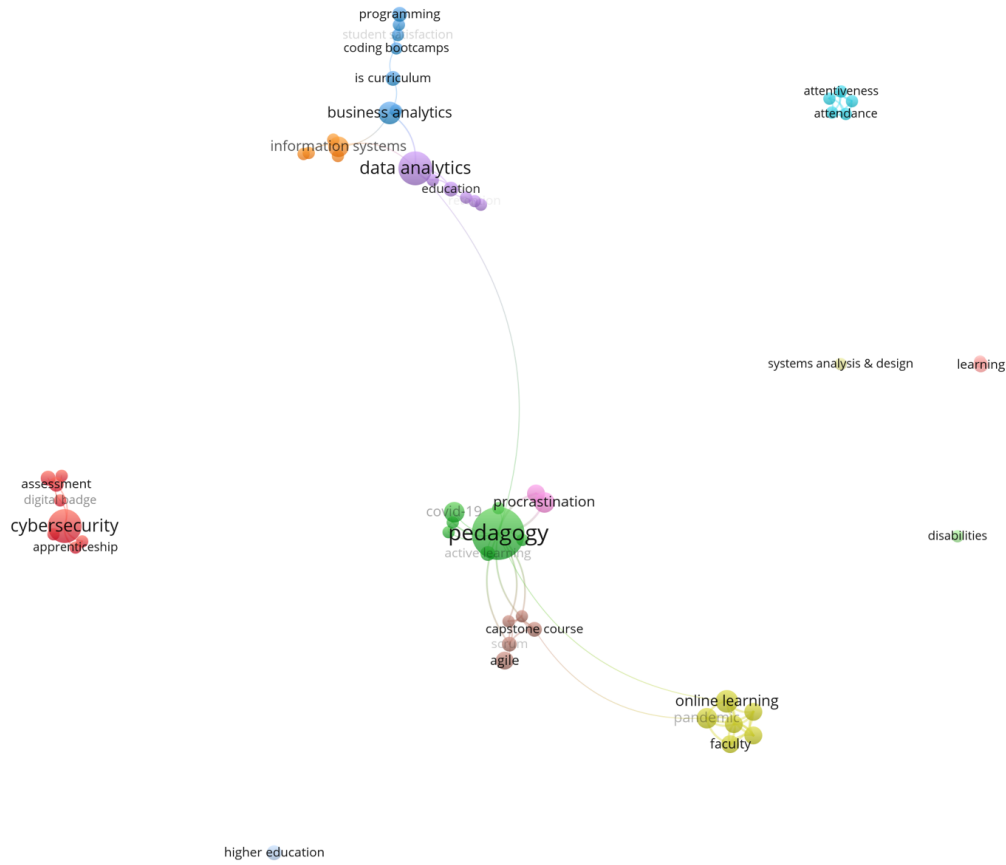 programming
student satisfaction
coding bootcamps
is curriculum
attentiveness
business analytics
attendance
information systems
data analytics
education
systems analysis & design
learning
assessment
digital badge
procrastination
covid-19
cybersecurity
pedagogy
disabilities
apprenticeship
active learning
capstone course
scrum
agile
online learning
pandemic
faculty
higher education